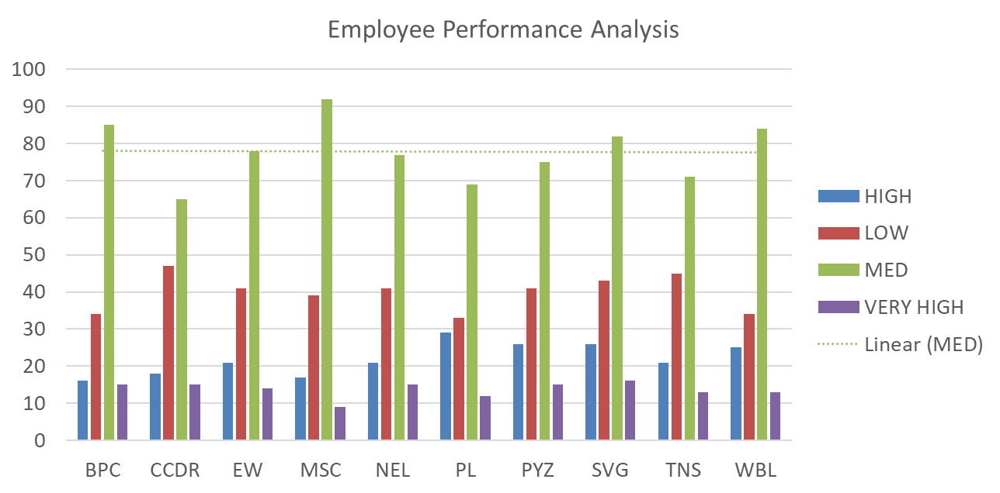 Employee Performance Analysis
100
90
80
70
60
50
40
30
20
10
0
BPC CCDR EW MSC NEL PL PYZ SVG TNS WBL
HIGH
LOW
MED
VERY HIGH
Linear (MED)